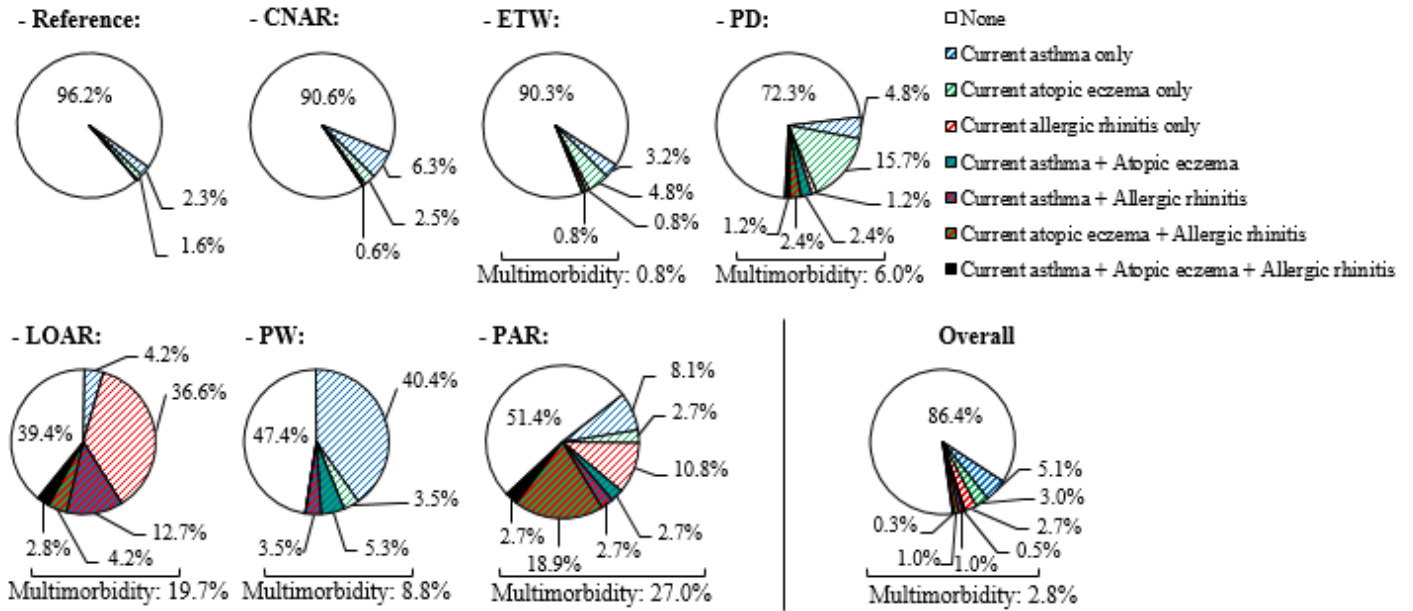 - Reference:
96.2%
2.3%
1.6%
- CNAR:
90.6%
6.3%
2.5%
0.6%
- ETW:
90.3%
3.2%
4.8%
0.8%
0.8%
Multimorbidity: 0.8%
- PD:
72.3%
4.8%
15.7%
1.2%
2.4%
2.4%
1.2%
Multimorbidity: 6.0%
None
Current asthma only
Current atopic eczema only
Current allergic rhinitis only
Current asthma + Atopic eczema
Current asthma + Allergic rhinitis
Current atopic eczema + Allergic rhinitis
Current asthma + Atopic eczema + Allergic rhinitis
- LOAR:
4.2%
36.6%
39.4%
12.7%
4.2%
2.8%
Multimorbidity: 19.7%
- PW:
40.4%
47.4%
3.5%
5.3%
3.5%
Multimorbidity: 8.8%
- PAR:
8.1%
2.7%
51.4%
10.8%
2.7%
2.7%
18.9%
2.7%
Multimorbidity: 27.0%
Overall
86.4%
5.1%
3.0%
2.7%
0.5%
1.0%
1.0%
0.3%
Multimorbidity: 2.8%